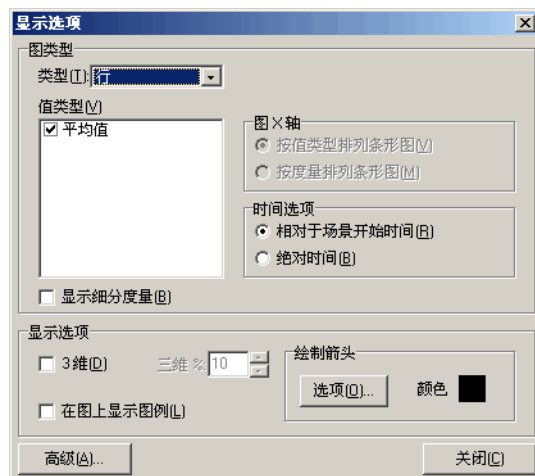 显示选项
图类型
类型(T): 行
值类型(V)
平均值
图 X 轴
按值类型排列条形图(V)
按度量排列条形图(M)
时间选项
相对于场景开始时间(R)
绝对时间(B)
显示细分度量(B)
显示选项
3维(D) 三维 %: 10
绘制箭头
选项(O)... 颜色
在图上显示图例(L)
高级(A)... 关闭(C)